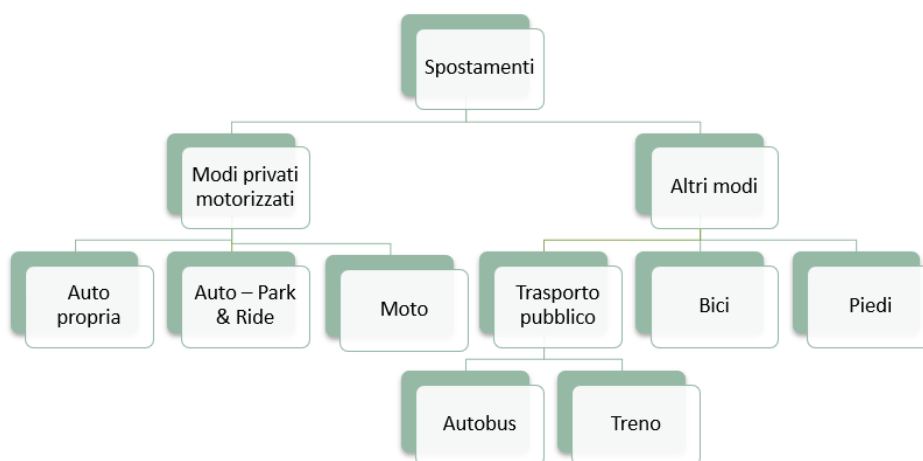 Spostamenti
Modi privati
motorizzati
Altri modi
Auto
propria
Auto – Park
& Ride
Moto
Trasporto
pubblico
Bici
Piedi
Autobus
Treno